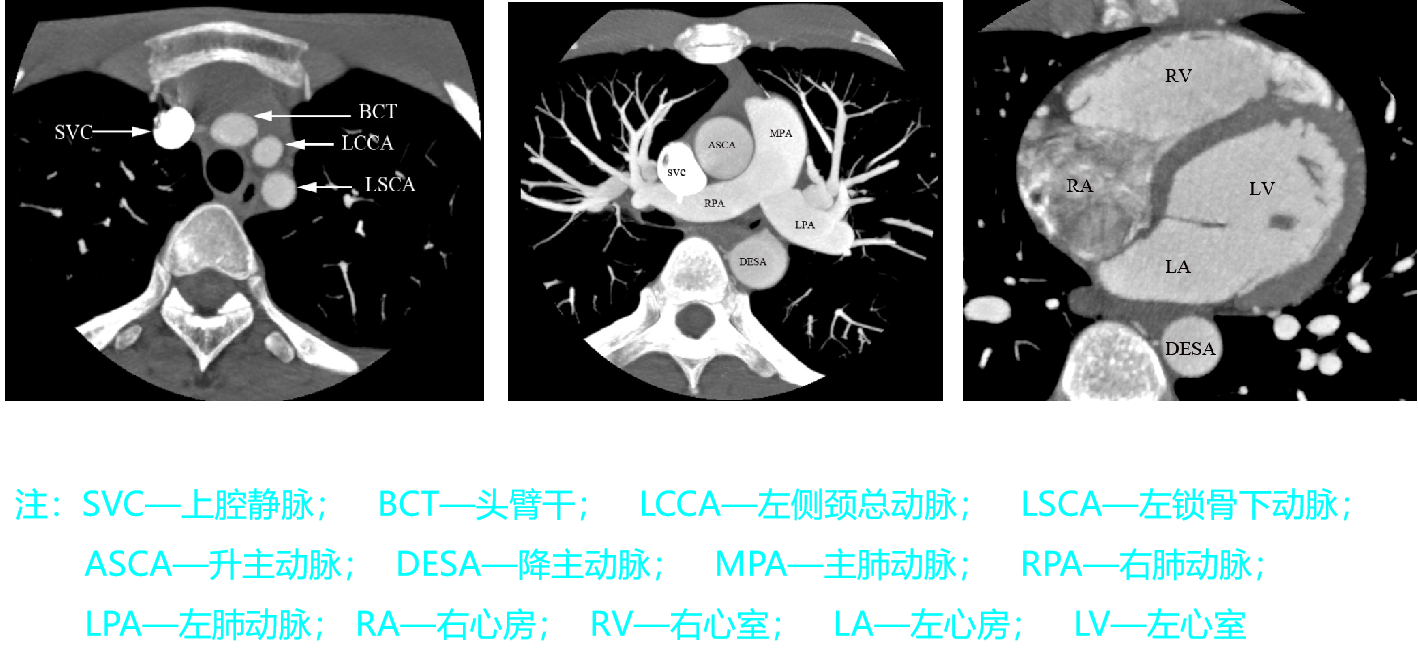 SVC
BCT
LCCA
LSCA
MPA
ASCA
svc
RPA
LPA
DESA
RV
RA
LV
LA
DESA
注：SVC—上腔静脉； BCT—头臂干； LCCA—左侧颈总动脉； LSCA—左锁骨下动脉；
ASCA—升主动脉； DESA—降主动脉； MPA—主肺动脉； RPA—右肺动脉；
LPA—左肺动脉； RA—右心房； RV—右心室； LA—左心房； LV—左心室